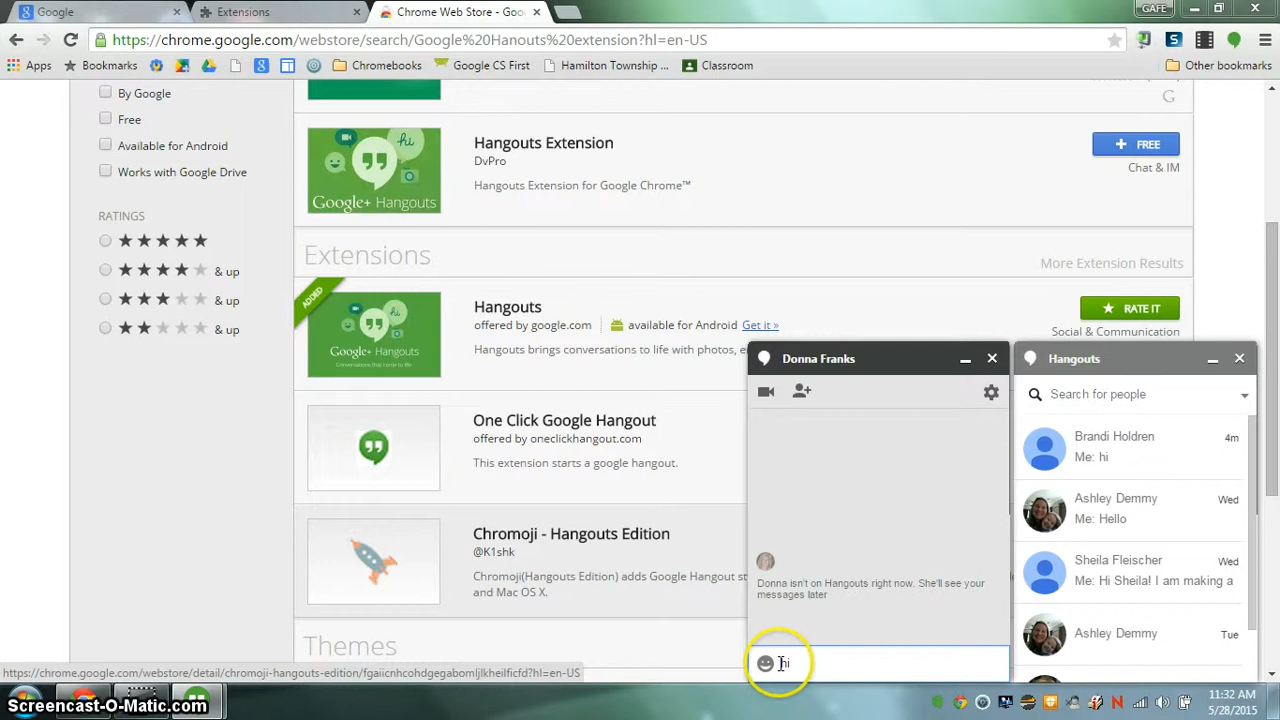 Google
Extensions
Chrome Web Store - Goo
GAFE
https://chrome.google.com/webstore/search/Google%20Hanouts%20extension?hl=en-US
Apps
Bookmarks
Chromebooks
Google CS First
Hamilton Township ...
Classroom
Other bookmarks
By Google
Free
Available for Android
Works with Google Drive
RATINGS
& up
& up
& up
G
hi
Google+ Hangouts
Hangouts Extension
DvPro
Hangouts Extension for Google Chrome™
+ FREE
Chat & IM
Extensions
More Extension Results
ADDED
hi
Google+ Hangouts
Conversations that come to life
Hangouts
offered by google.com
available for Android Get it »
Hangouts brings conversations to life with photos, e
RATE IT
Social & Communication
One Click Google Hangout
offered by oneclickhangout.com
This extension starts a google hangout.
Chromoji - Hangouts Edition
@K1shk
Chromoji(Hangouts Edition) adds Google Hangout st
and Mac OS X.
Themes
Donna Franks
Donna isn't on Hangouts right now. She'll see your
messages later
hi
Hangouts
Search for people
Brandi Holdren
4m
Me: hi
Ashley Demmy
Wed
Me: Hello
Sheila Fleischer
Wed
Me: Hi Sheila! I am making a
Ashley Demmy
Tue
https://chrome.google.com/webstore/detail/chromoji-hangouts-edition/fgaiicnhcohdgegabomljlkheilficfd?hl=en-US
Screencast-O-Matic.com
11:32 AM
5/28/2015